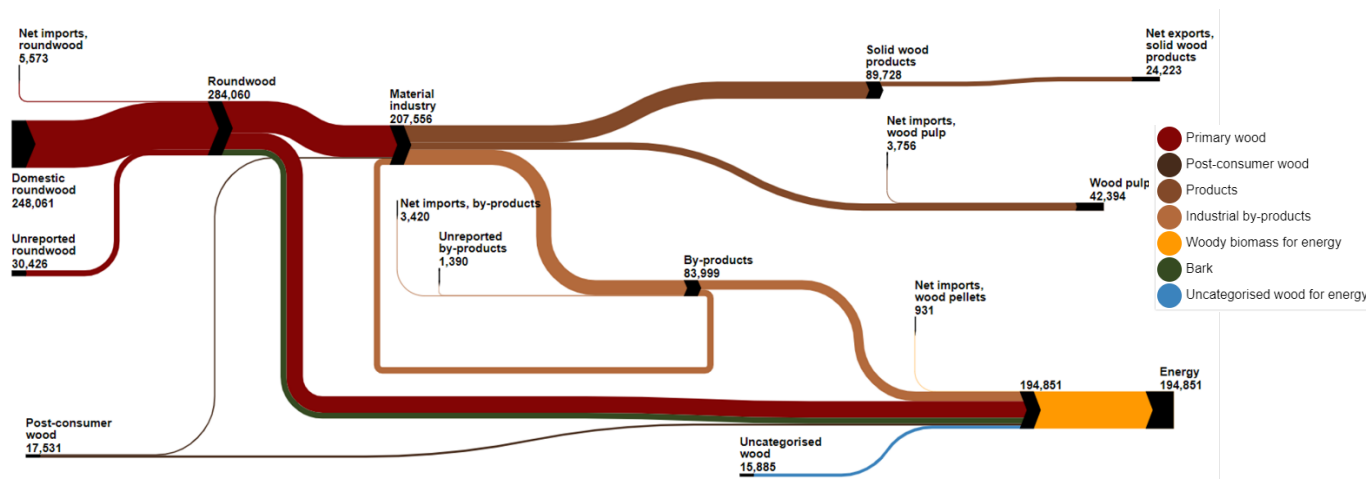 Net imports,
roundwood
5,573
Roundwood
284,060
Material
industry
207,556
Solid wood
products
89,728
Net exports,
solid wood
products
24,223
Net imports,
wood pulp
3,756
Wood pulp
42,394
Domestic
roundwood
248,061
Unreported
roundwood
30,426
Net imports, by-products
3,420
Unreported
by-products
1,390
By-products
83,999
Net imports,
wood pellets
931
194,851
Energy
194,851
Post-consumer
wood
17,531
Uncategorised
wood
15,885
Primary wood
Post-consumer wood
Products
Industrial by-products
Woody biomass for energy
Bark
Uncategorised wood for energy